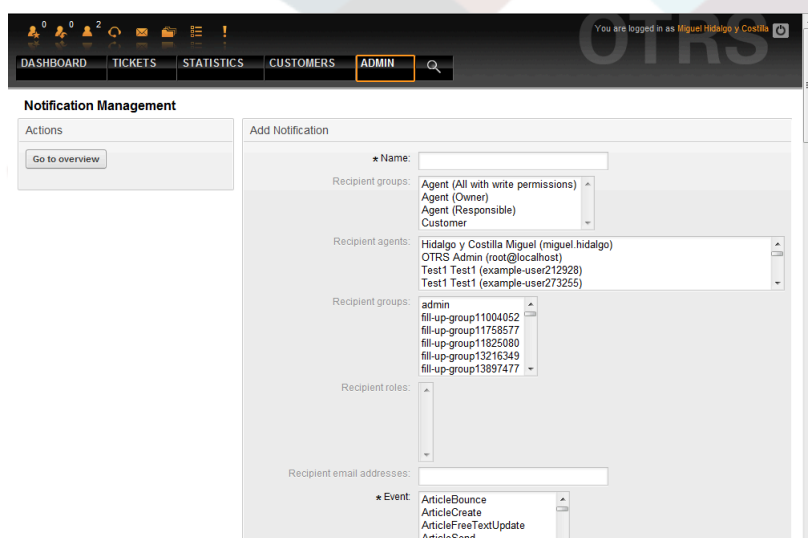 OTRS
0 0 2 !
You are logged in as Miguel Hidalgo y Costilla
DASHBOARD TICKETS STATISTICS CUSTOMERS ADMIN
Notification Management
Actions
Go to overview
Add Notification
★ Name:
Recipient groups:
Agent (All with write permissions)
Agent (Owner)
Agent (Responsible)
Customer
Recipient agents:
Hidalgo y Costilla Miguel (miguel.hidalgo)
OTRS Admin (root@localhost)
Test1 Test1 (example-user212928)
Test1 Test1 (example-user273255)
Recipient groups:
admin
fill-up-group11004052
fill-up-group11758577
fill-up-group11825080
fill-up-group13216349
fill-up-group13897477
Recipient roles:
Recipient email addresses:
★ Event:
ArticleBounce
ArticleCreate
ArticleFreeTextUpdate
ArticleSend